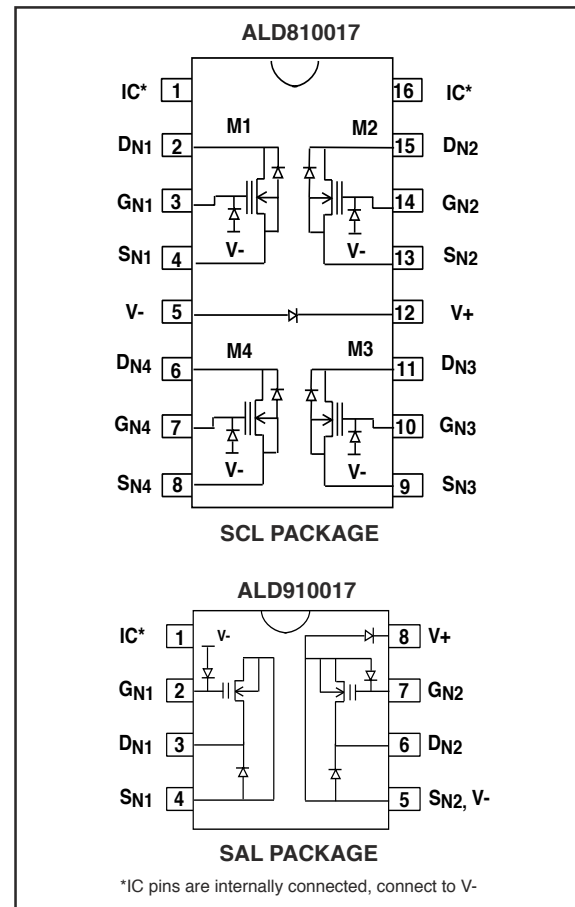 ALD810017
IC* 1 16 IC*
M1 M2
DN1 2 15 DN2
GN1 3 14 GN2
V- V-
SN1 4 13 SN2
V- 5 12 V+
M4 M3
DN4 6 11 DN3
GN4 7 10 GN3
V- V-
SN4 8 9 SN3
SCL PACKAGE
ALD910017
IC* 1 V- 8 V+
GN1 2 7 GN2
DN1 3 6 DN2
SN1 4 5 SN2, V-
SAL PACKAGE
*IC pins are internally connected, connect to V-